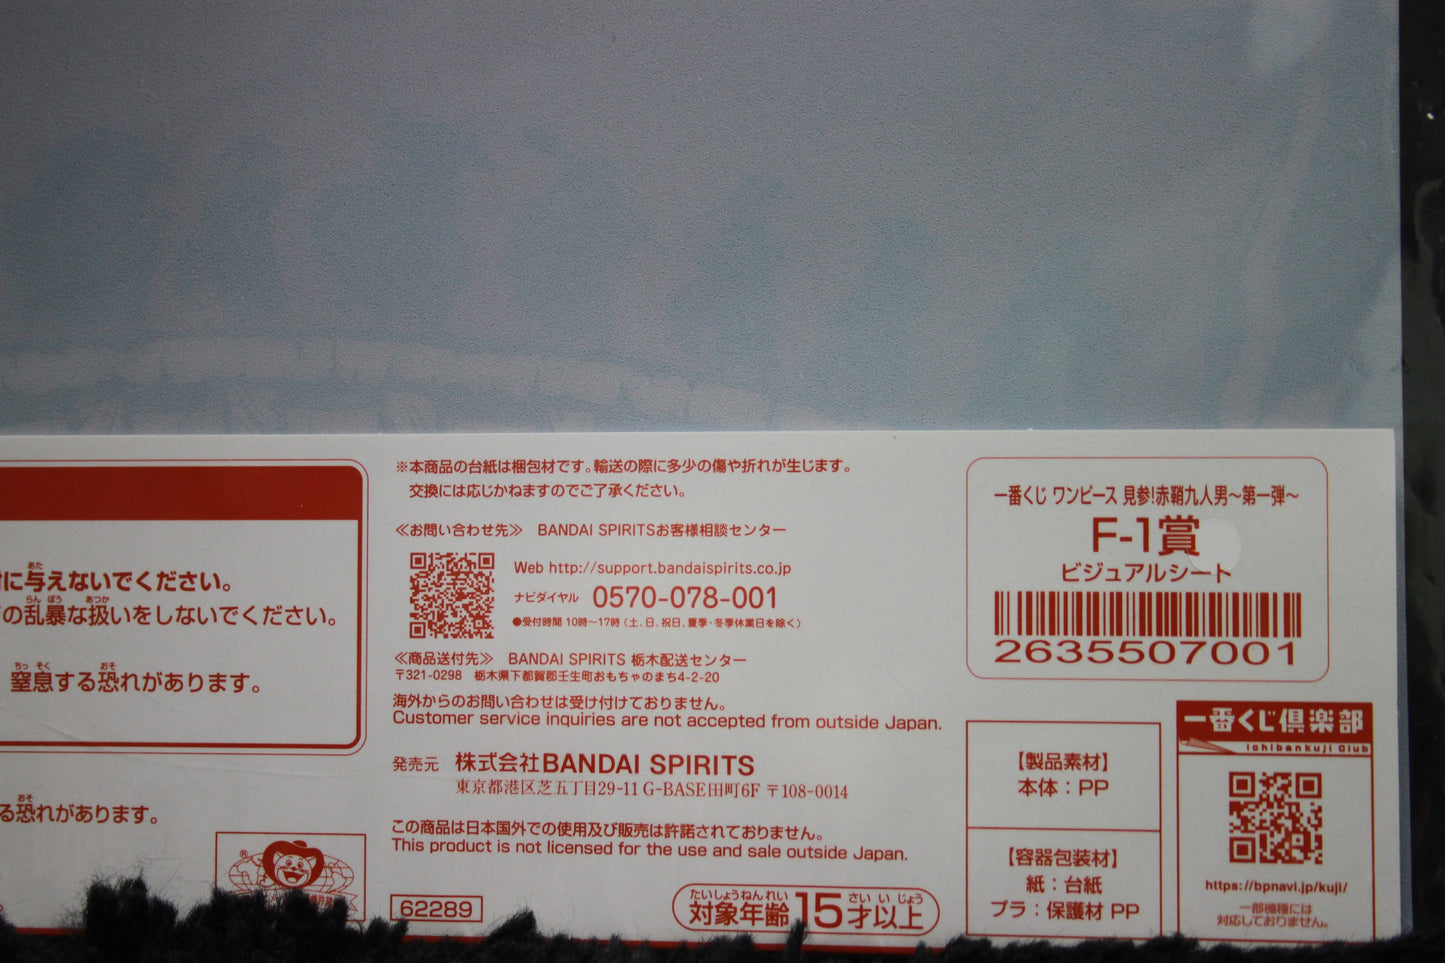 に与えないでください。
の乱暴な扱いをしないでください。
窒息する恐れがあります。
る恐れがあります。
※本商品の台紙は梱包材です。輸送の際に多少の傷や折れが生じます。
交換には応じかねますのでご了承ください。
≪お問い合わせ先≫ BANDAI SPIRITSお客様相談センター
Web http://support.bandaispirits.co.jp
ナビダイヤル 0570-078-001
●受付時間 10時～17時（土、日、祝日、夏季・冬季休業日を除く）
≪商品送付先≫ BANDAI SPIRITS 栃木配送センター
〒321-0298 栃木県下都賀郡壬生町おもちゃのまち4-2-20
海外からのお問い合わせは受け付けておりません。
Customer service inquiries are not accepted from outside Japan.
発売元 株式会社BANDAI SPIRITS
東京都港区芝五丁目29-11 G-BASE田町6F 〒108-0014
この商品は日本国外での使用及び販売は許諾されておりません。
This product is not licensed for the use and sale outside Japan.
62289
たいしょうねんれい さい い じょう
対象年齢15才以上
一番くじ ワンピース 見参!赤鞘九人男～第一弾～
F-1賞
ビジュアルシート
2635507001
【製品素材】
本体：PP
【容器包装材】
紙：台紙
プラ：保護材 PP
一番くじ倶楽部
ichibankuji Club
https://bpnavi.jp/kuji/
一部機種には
対応しておりません。